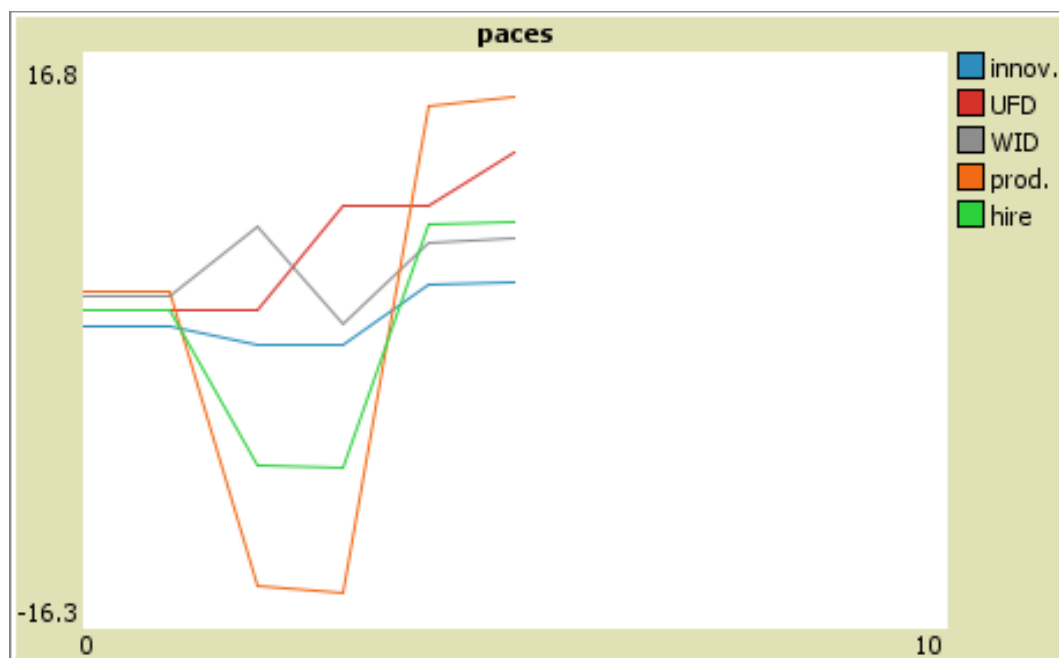 paces
16.8
-16.3
0
10
innov.
UFD
WID
prod.
hire